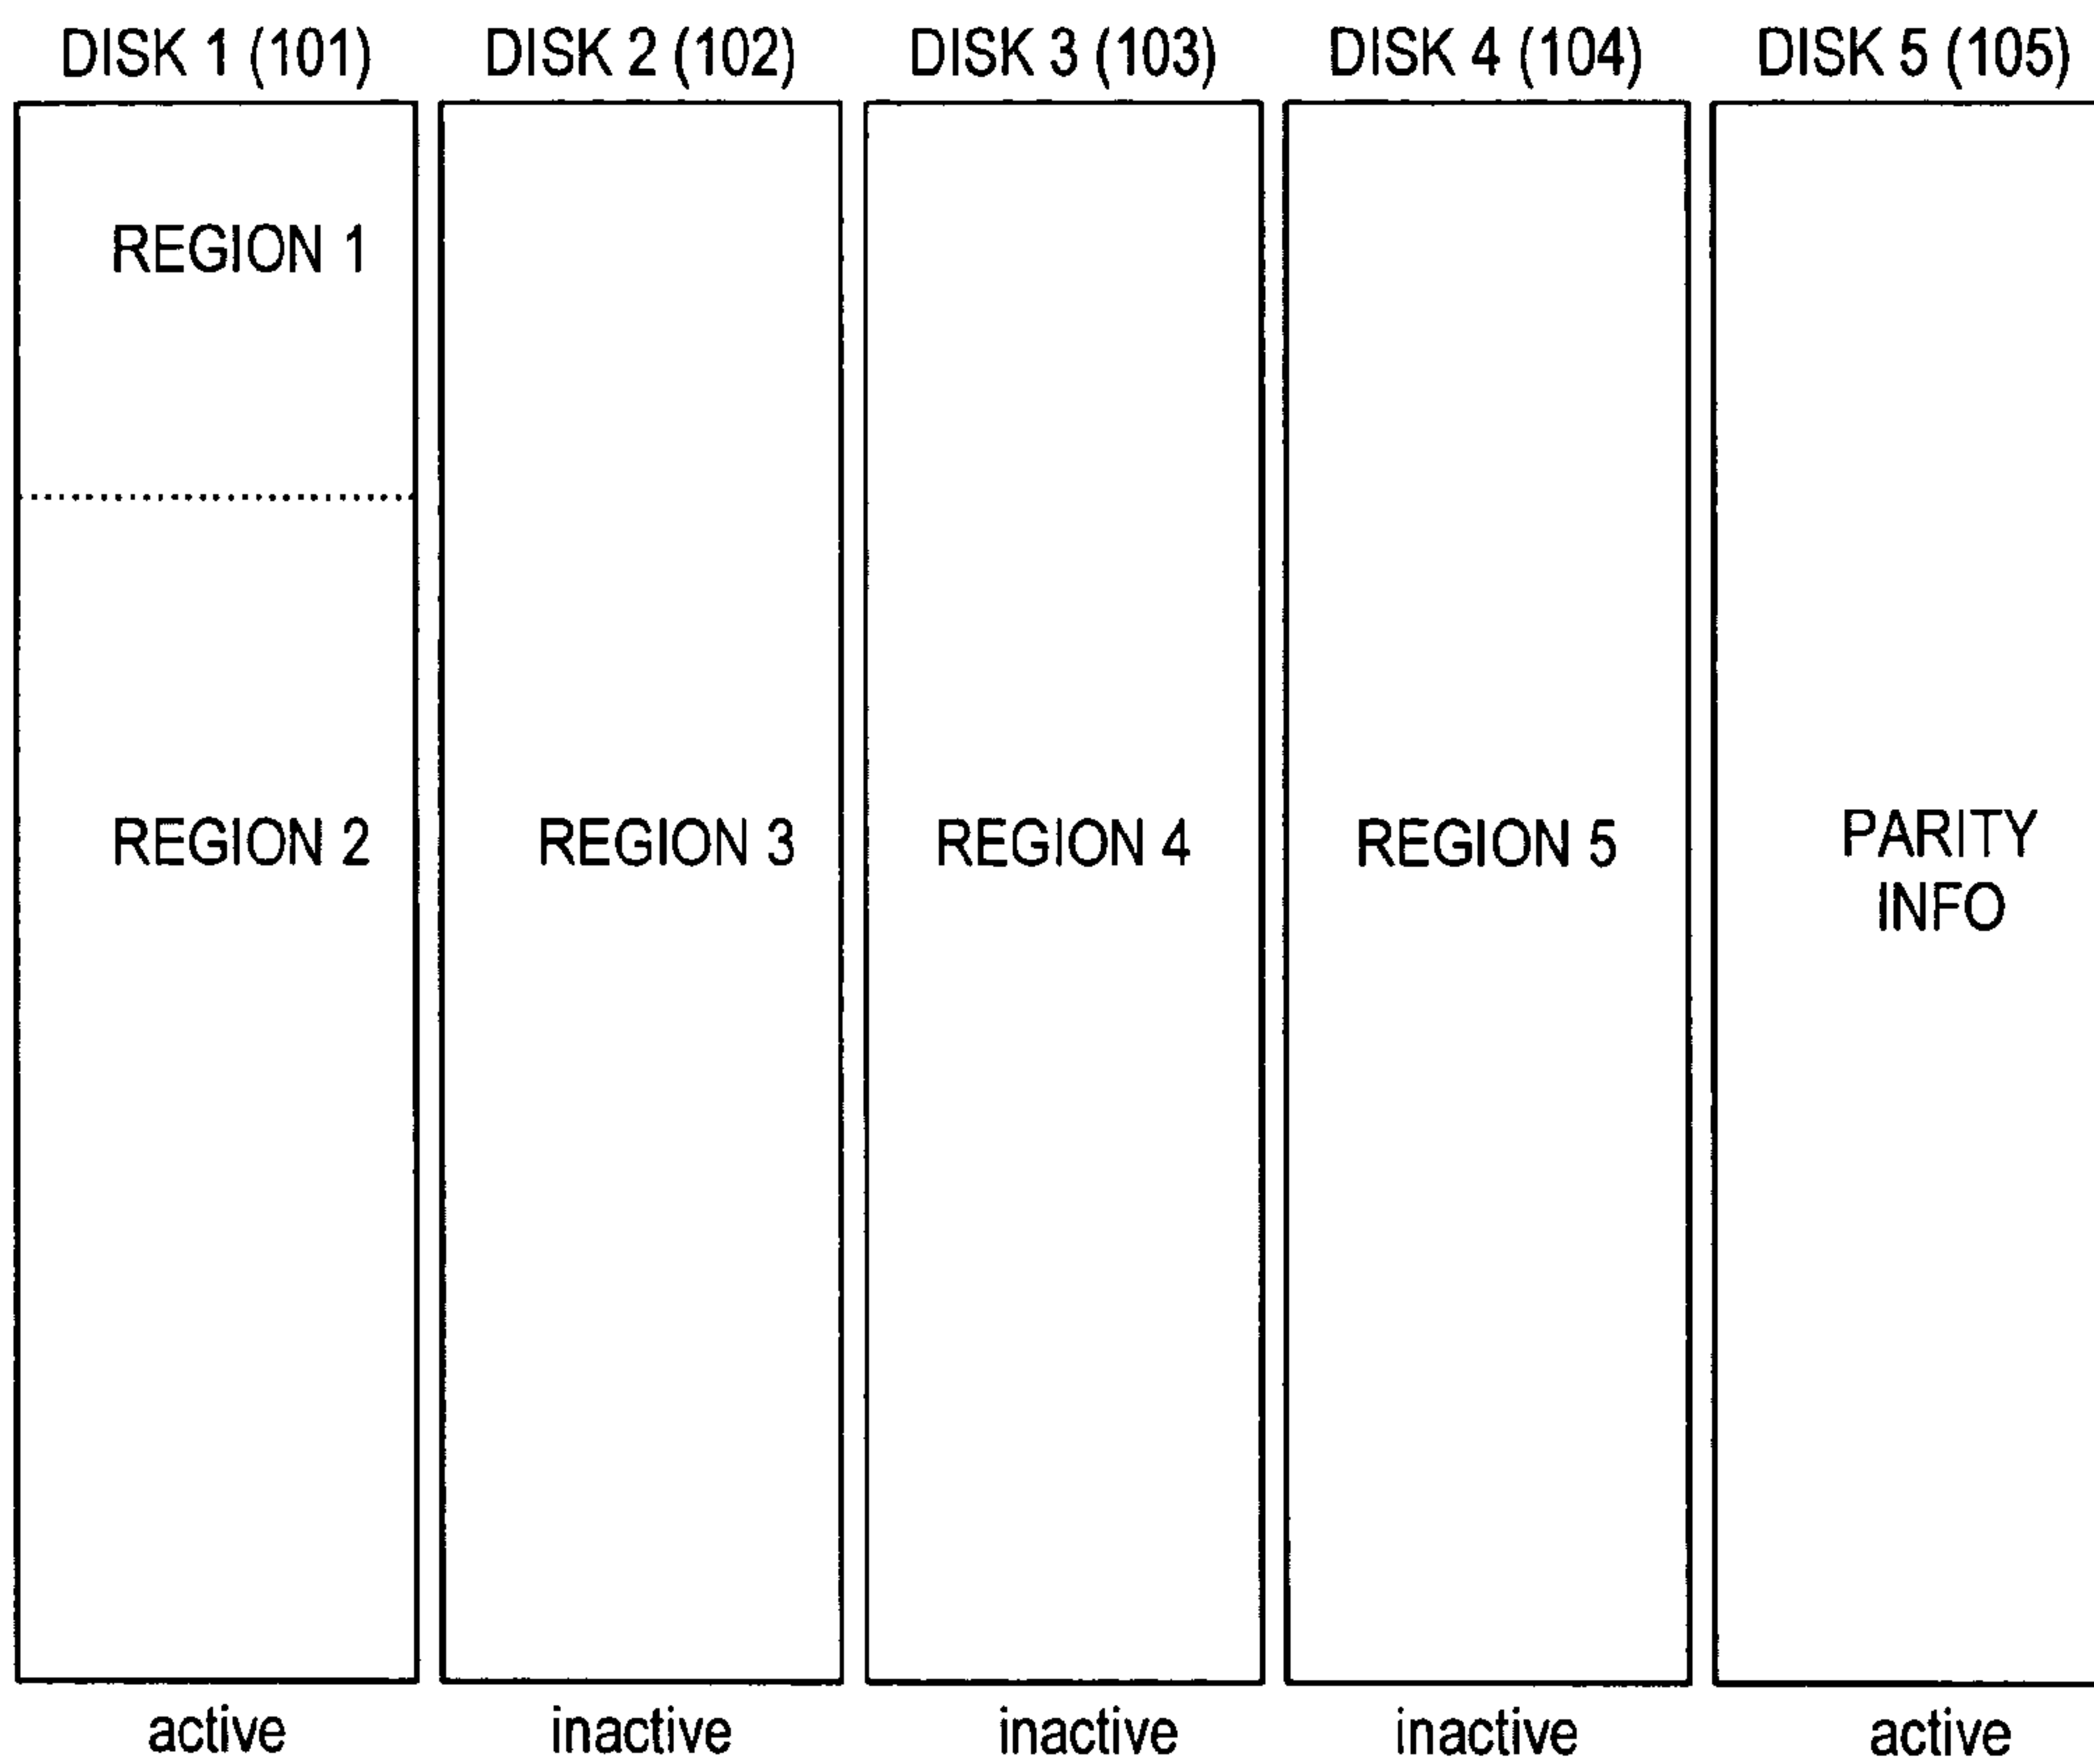 DISK 1 (101)
DISK 2 (102)
DISK 3 (103)
DISK 4 (104)
DISK 5 (105)
REGION 1
REGION 2
REGION 3
REGION 4
REGION 5
PARITY
INFO
active
inactive
inactive
inactive
active